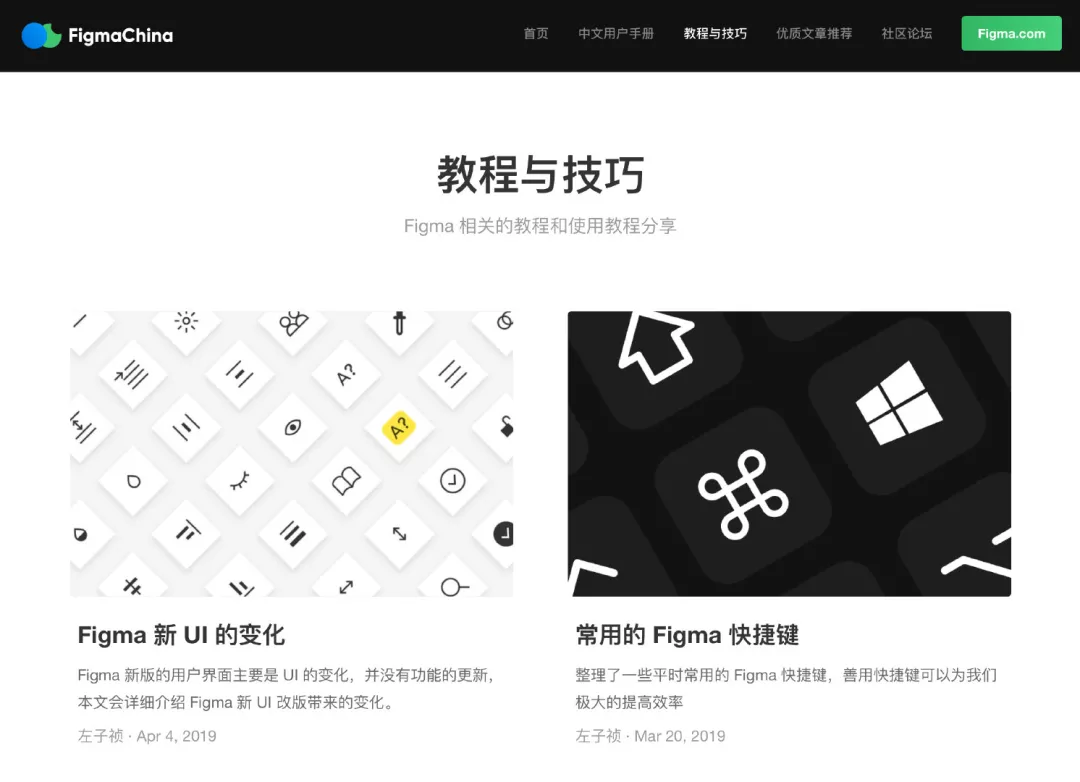 FigmaChina
首页
中文用户手册
教程与技巧
优质文章推荐
社区论坛
Figma.com
教程与技巧
Figma 相关的教程和使用教程分享
A?
A?
Figma 新 UI 的变化
Figma 新版的用户界面主要是 UI 的变化，并没有功能的更新，
本文会详细介绍 Figma 新 UI 改版带来的变化。
左子祯 · Apr 4, 2019
常用的 Figma 快捷键
整理了一些平时常用的 Figma 快捷键，善用快捷键可以为我们
极大的提高效率
左子祯 · Mar 20, 2019